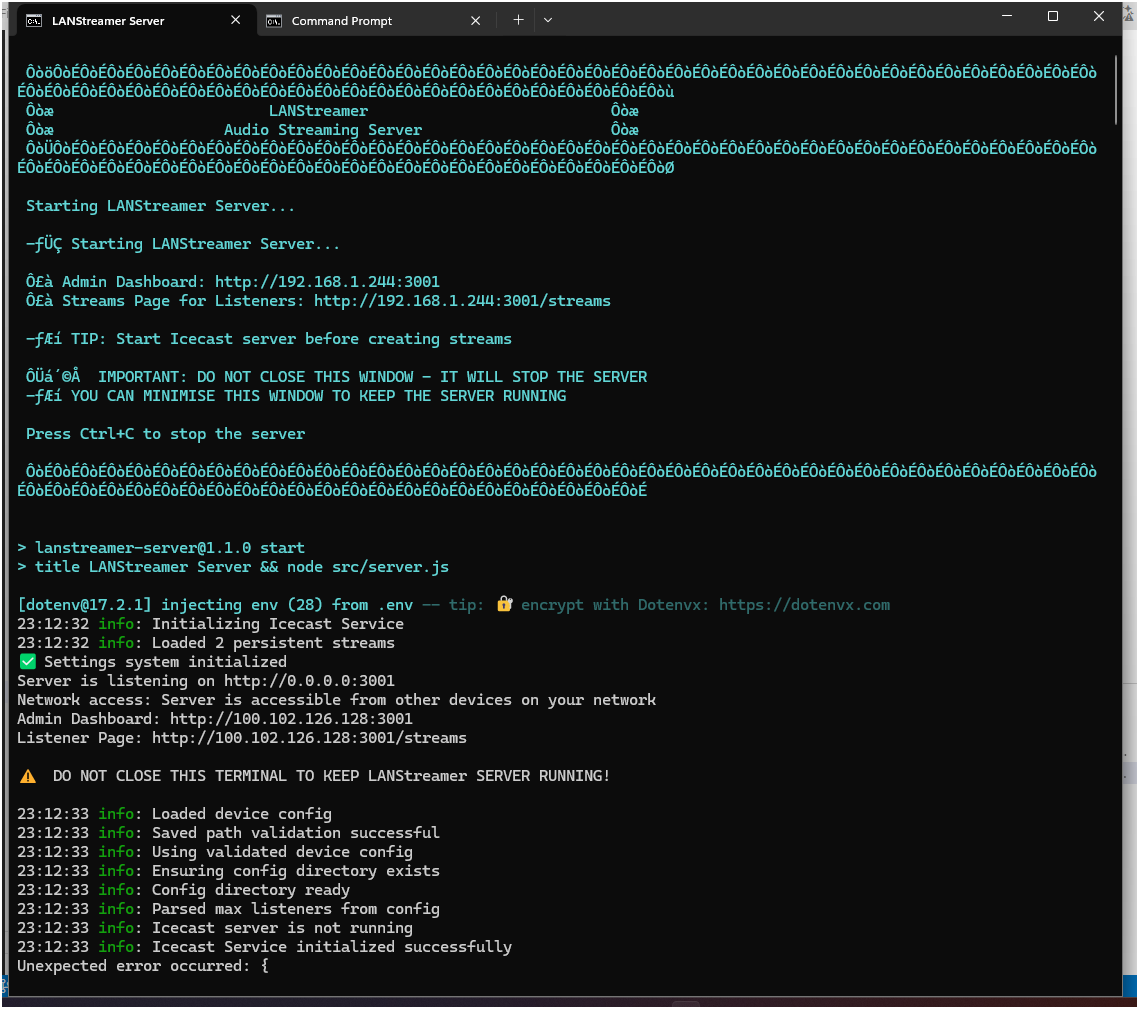 LANStreamer Server
Command Prompt
ÔòöÔòÉÔòÉÔòÉÔòÉÔòÉÔòÉÔòÉÔòÉÔòÉÔòÉÔòÉÔòÉÔòÉÔòÉÔòÉÔòÉÔòÉÔòÉÔòÉÔòÉÔòÉÔòÉÔòÉÔòÉÔòÉÔòÉÔòÉÔòÉÔòÉÔòÉÔòÉÔòÉÔòÉÔòÉÔòÉÔòÉÔòÉÔòÉÔò
ÉÔòÉÔòÉÔòÉÔòÉÔòÉÔòÉÔòÉÔòÉÔòÉÔòÉÔòÉÔòÉÔòÉÔòÉÔòÉÔòÉÔòÉÔòÉÔòÉÔòÉÔòÉÔòÉÔòÉÔòù
Ôòæ LANStreamer Ôòæ
Ôòæ Audio Streaming Server Ôòæ
ÔòÜÔòÉÔòÉÔòÉÔòÉÔòÉÔòÉÔòÉÔòÉÔòÉÔòÉÔòÉÔòÉÔòÉÔòÉÔòÉÔòÉÔòÉÔòÉÔòÉÔòÉÔòÉÔòÉÔòÉÔòÉÔòÉÔòÉÔòÉÔòÉÔòÉÔòÉÔòÉÔòÉÔòÉÔòÉÔòÉÔòÉÔòÉÔòÉÔò
ÉÔòÉÔòÉÔòÉÔòÉÔòÉÔòÉÔòÉÔòÉÔòÉÔòÉÔòÉÔòÉÔòÉÔòÉÔòÉÔòÉÔòÉÔòÉÔòÉÔòÉÔòÉÔòÉÔòÉÔòØ
Starting LANStreamer Server...
–ƒÜÇ Starting LANStreamer Server...
Ô£à Admin Dashboard: http://192.168.1.244:3001
Ô£à Streams Page for Listeners: http://192.168.1.244:3001/streams
–ƒÆí TIP: Start Icecast server before creating streams
ÔÜá´©Å  IMPORTANT: DO NOT CLOSE THIS WINDOW – IT WILL STOP THE SERVER
–ƒÆí YOU CAN MINIMISE THIS WINDOW TO KEEP THE SERVER RUNNING
Press Ctrl+C to stop the server
ÔòÉÔòÉÔòÉÔòÉÔòÉÔòÉÔòÉÔòÉÔòÉÔòÉÔòÉÔòÉÔòÉÔòÉÔòÉÔòÉÔòÉÔòÉÔòÉÔòÉÔòÉÔòÉÔòÉÔòÉÔòÉÔòÉÔòÉÔòÉÔòÉÔòÉÔòÉÔòÉÔòÉÔòÉÔòÉÔòÉÔòÉÔòÉÔòÉÔò
ÉÔòÉÔòÉÔòÉÔòÉÔòÉÔòÉÔòÉÔòÉÔòÉÔòÉÔòÉÔòÉÔòÉÔòÉÔòÉÔòÉÔòÉÔòÉÔòÉÔòÉÔòÉÔòÉÔòÉ
> lanstreamer-server@1.1.0 start
> title LANStreamer Server && node src/server.js
[dotenv@17.2.1] injecting env (28) from .env -- tip: 🔐 encrypt with Dotenvx: https://dotenvx.com
23:12:32 info: Initializing Icecast Service
23:12:32 info: Loaded 2 persistent streams
✅ Settings system initialized
Server is listening on http://0.0.0.0:3001
Network access: Server is accessible from other devices on your network
Admin Dashboard: http://100.102.126.128:3001
Listener Page: http://100.102.126.128:3001/streams
⚠️  DO NOT CLOSE THIS TERMINAL TO KEEP LANStreamer SERVER RUNNING!
23:12:33 info: Loaded device config
23:12:33 info: Saved path validation successful
23:12:33 info: Using validated device config
23:12:33 info: Ensuring config directory exists
23:12:33 info: Config directory ready
23:12:33 info: Parsed max listeners from config
23:12:33 info: Icecast server is not running
23:12:33 info: Icecast Service initialized successfully
Unexpected error occurred: {